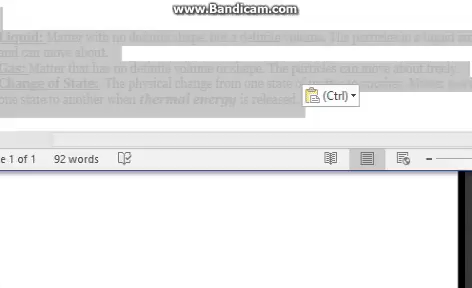 www.Bandicam.com
Liquid: Matter with no definite shape, but a definite volume. The particles
and can move about.
Gas: Matter that has no definite volume or shape. The particles can move about freely.
Change of State: The physical change from one state
one state to another when thermal energy is released.
(Ctrl)
e 1 of 1 92 words